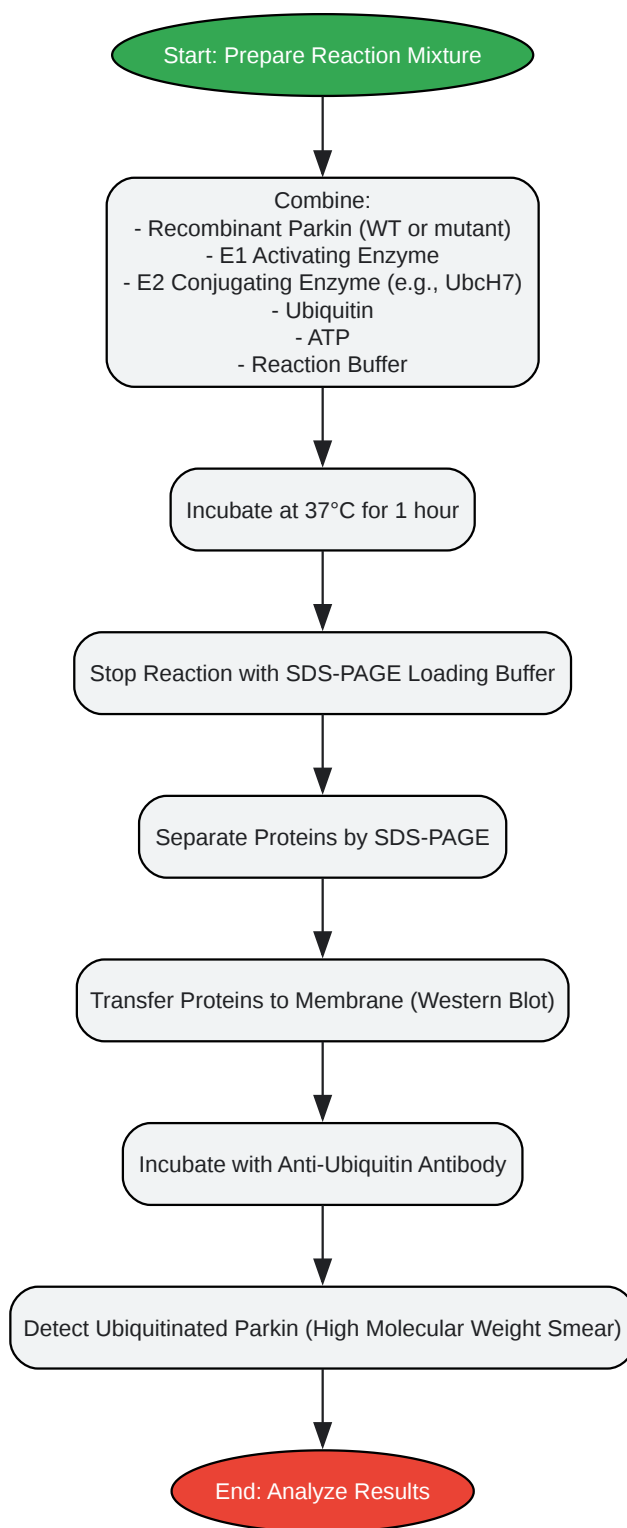 Start: Prepare Reaction Mixture
Combine:
- Recombinant Parkin (WT or mutant)
- E1 Activating Enzyme
- E2 Conjugating Enzyme (e.g., UbcH7)
- Ubiquitin
- ATP
- Reaction Buffer
Incubate at 37°C for 1 hour
Stop Reaction with SDS-PAGE Loading Buffer
Separate Proteins by SDS-PAGE
Transfer Proteins to Membrane (Western Blot)
Incubate with Anti-Ubiquitin Antibody
Detect Ubiquitinated Parkin (High Molecular Weight Smear)
End: Analyze Results